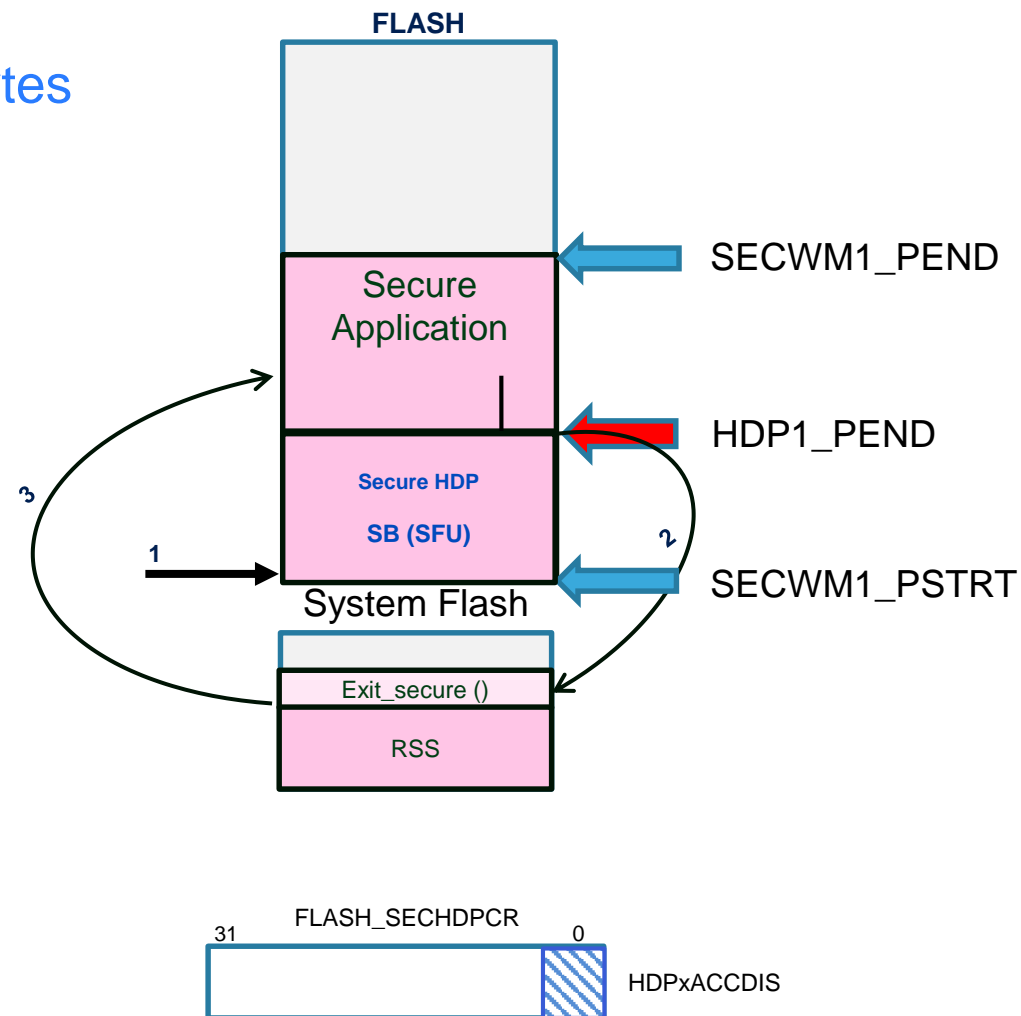 FLASH
tes
SECWM1_PEND
Secure
Application
HDP1_PEND
Secure HDP
SB (SFU)
3
2
1
SECWM1_PSTRT
System Flash
Exit_secure ()
RSS
FLASH_SECHDPCR
31
0
HDPxACCDIS